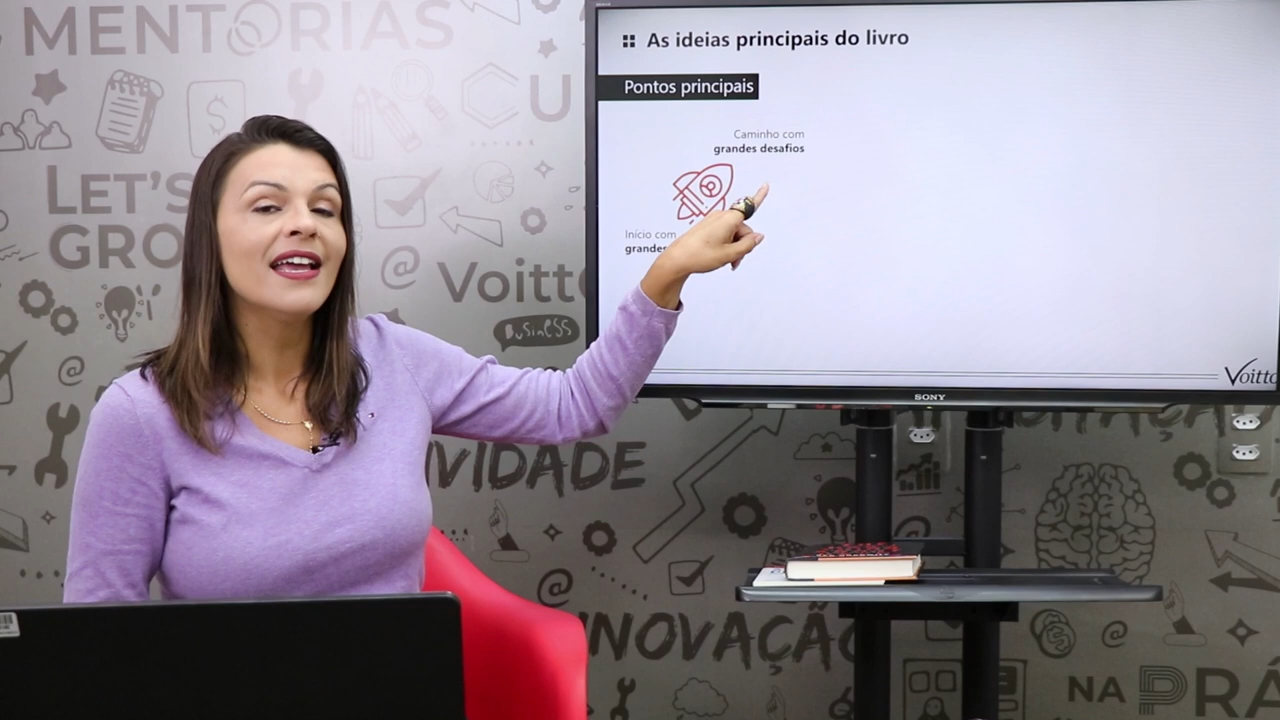 MENTORIAS
As ideias principais do livro
Pontos principais
Caminho com
grandes desafios
Início com
grandes
LET'S
GRO
U
Voitto
BUSINESS
Voitto
SONY
VIDADE
INOVAÇÃO
NA PRÁ